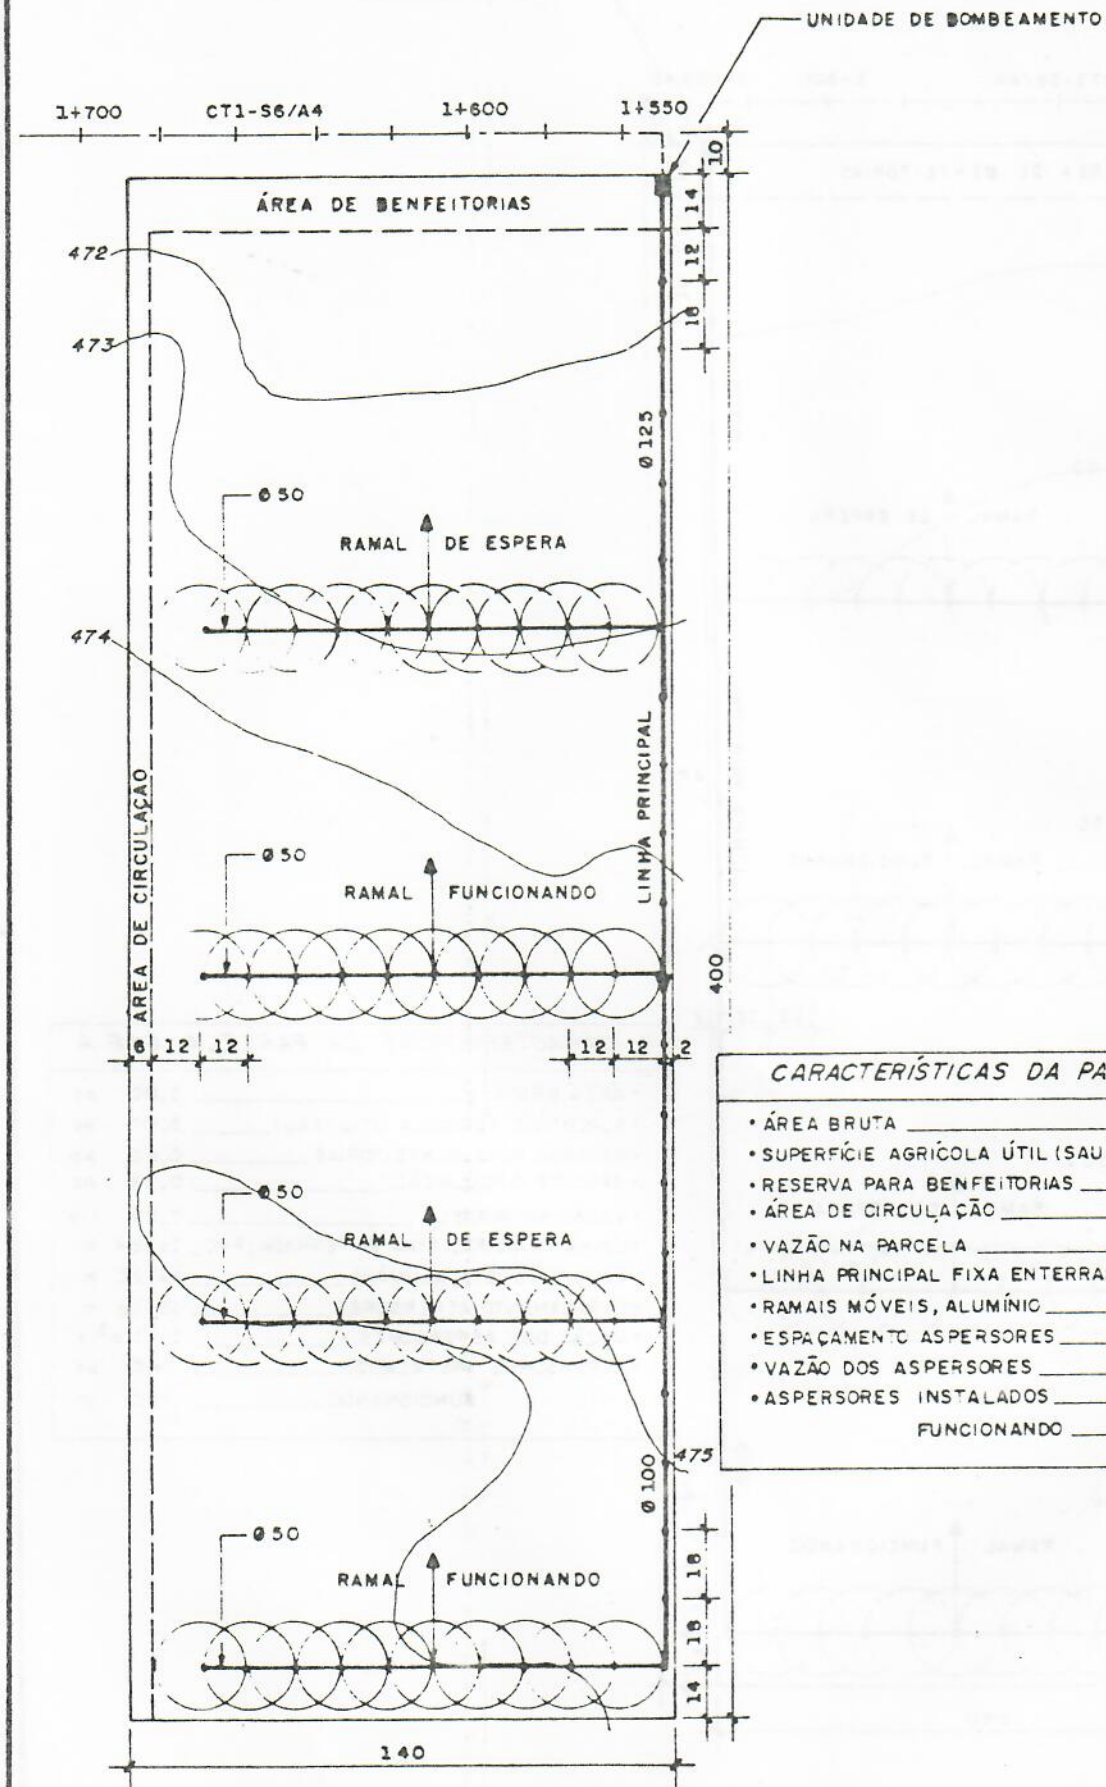 UNIDADE DE BOMBEAMENTO
1+700 CT1-S6/A4 1+600 1+550
10
ÁREA DE BENFEITORIAS
14
472
12
18
473
Ø 125
Ø 50
RAMAL DE ESPERA
474
LINHA PRINCIPAL
ÁREA DE CIRCULAÇÃO
Ø 50
RAMAL FUNCIONANDO
400
6 12 12 12 12 2
CARACTERÍSTICAS DA PA
• ÁREA BRUTA
• SUPERFÍCIE AGRÍCOLA ÚTIL (SAU
• RESERVA PARA BENFEITORIAS
• ÁREA DE CIRCULAÇÃO
• VAZÃO NA PARCELA
• LINHA PRINCIPAL FIXA ENTERRA
• RAMAIS MÓVEIS, ALUMÍNIO
• ESPAÇAMENTO ASPERSORES
• VAZÃO DOS ASPERSORES
• ASPERSORES INSTALADOS
FUNCIONANDO
Ø 50
RAMAL DE ESPERA
475
Ø 100
Ø 50
RAMAL FUNCIONANDO
18
18
14
140